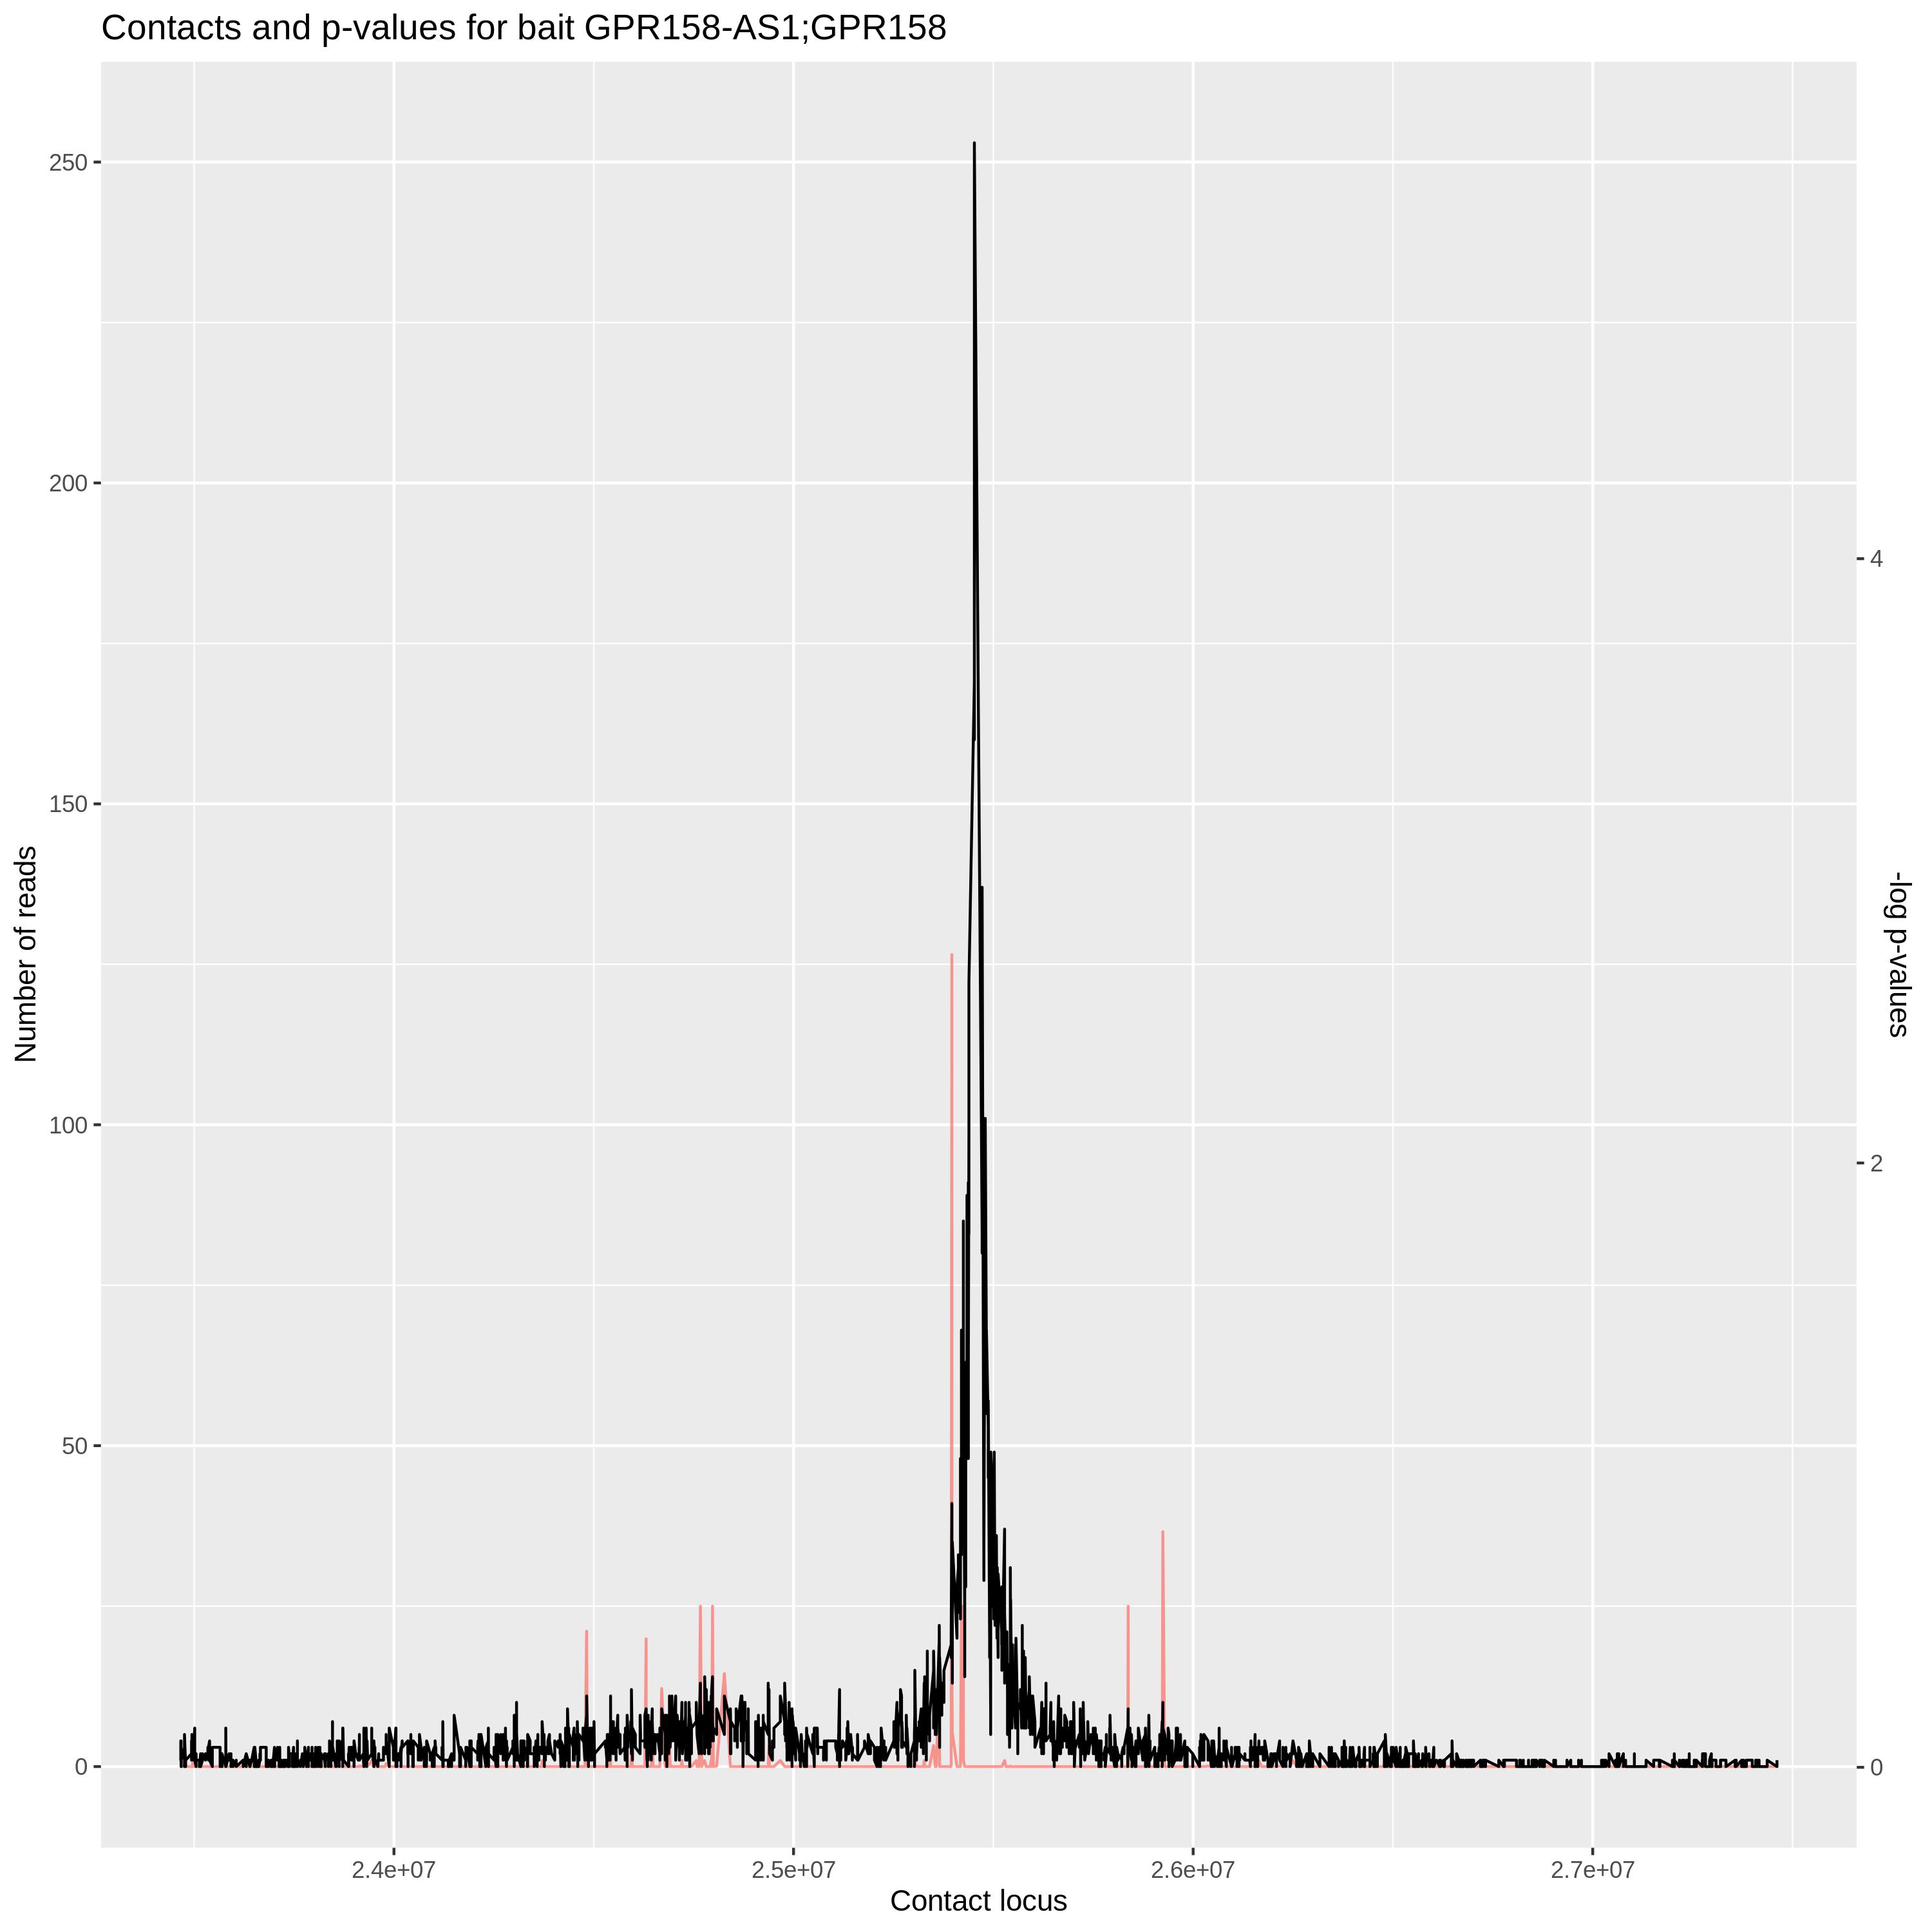 Contacts and p-values for bait GPR158-AS1;GPR158
250
200
150
100
50
0
Number of reads
4
2
0
-log p-values
2.4e+07
2.5e+07
2.6e+07
2.7e+07
Contact locus